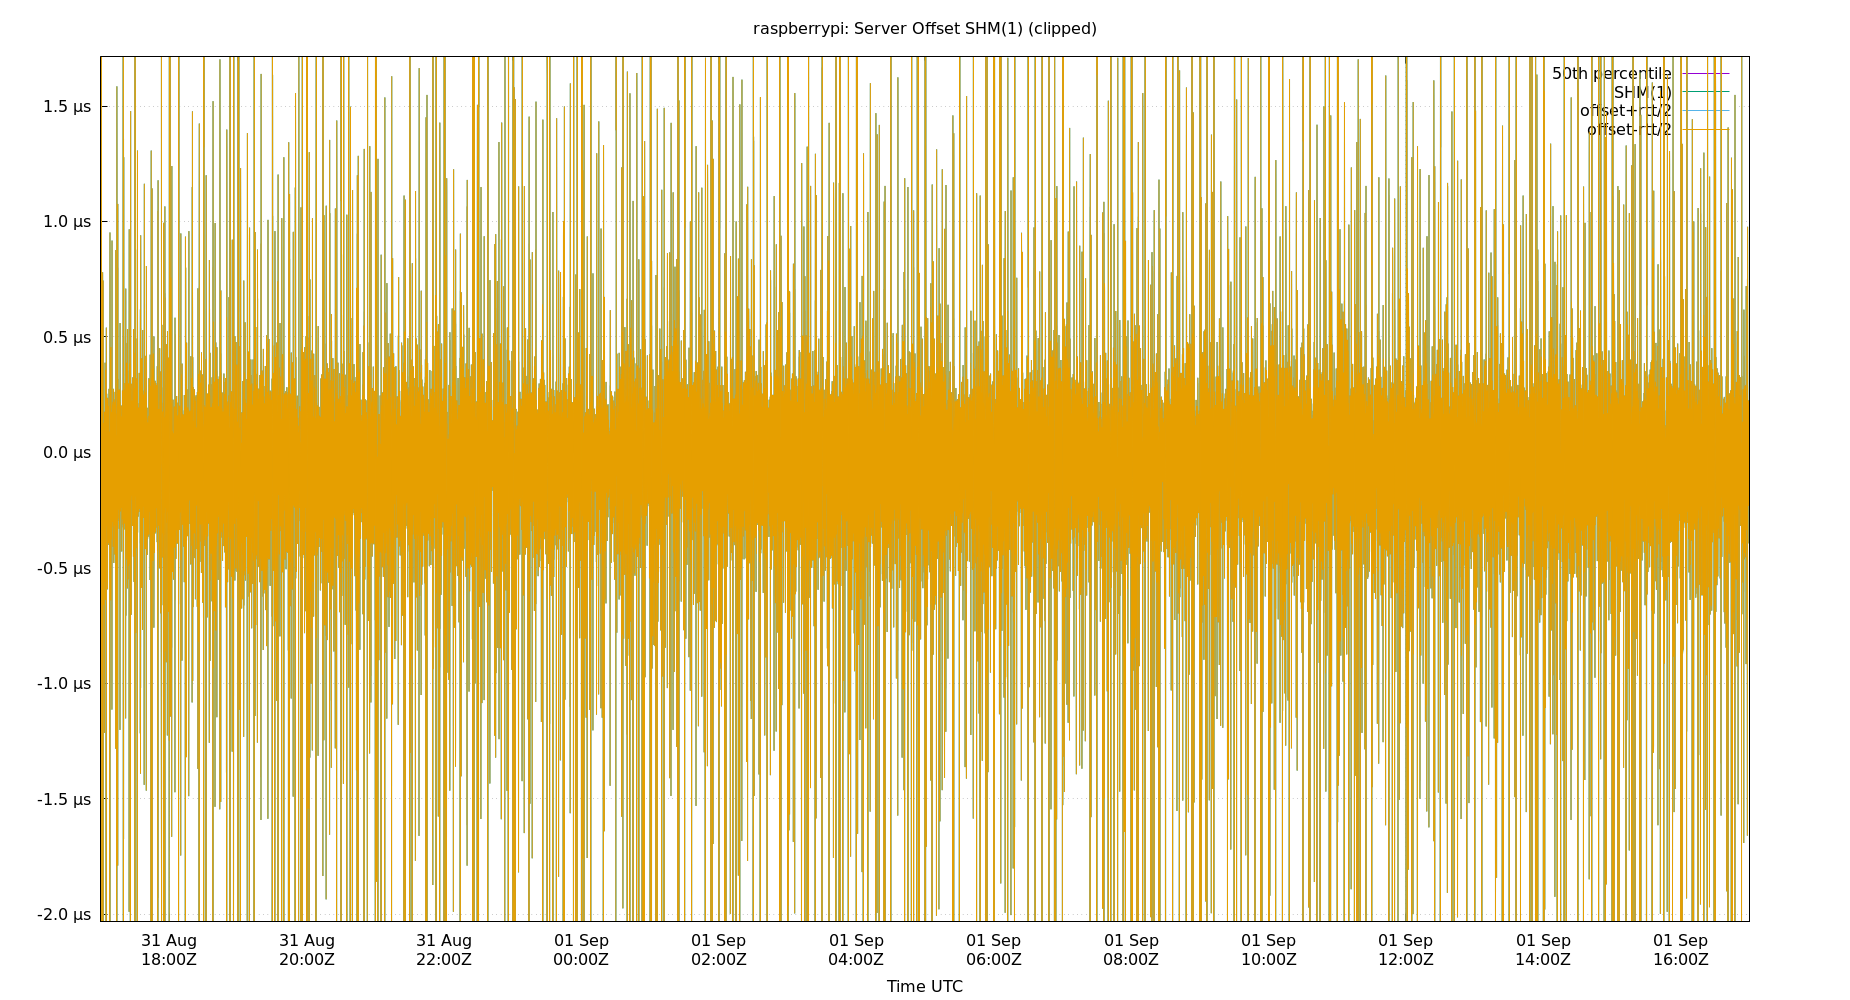 raspberrypi: Server Offset SHM(1) (clipped)
50th percentile
SHM(1)
offset+rtt/2
offset-rtt/2
1.5 µs
1.0 µs
0.5 µs
0.0 µs
-0.5 µs
-1.0 µs
-1.5 µs
-2.0 µs
31 Aug 31 Aug 31 Aug 01 Sep 01 Sep 01 Sep 01 Sep 01 Sep 01 Sep 01 Sep 01 Sep 01 Sep
18:00Z 20:00Z 22:00Z 00:00Z 02:00Z 04:00Z 06:00Z 08:00Z 10:00Z 12:00Z 14:00Z 16:00Z
Time UTC